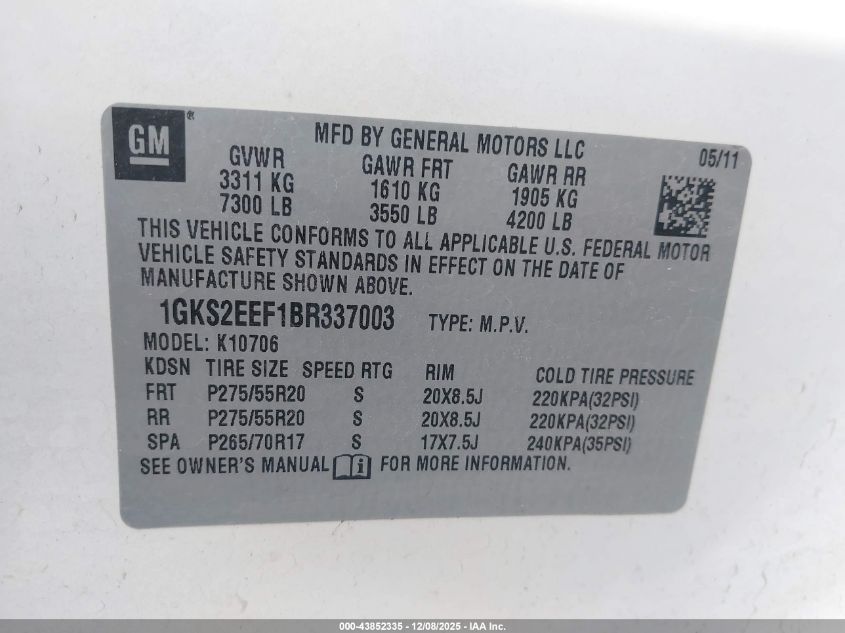 GM®
MFD BY GENERAL MOTORS LLC 05/11
GVWR GAWR FRT GAWR RR
3311 KG 1610 KG 1905 KG
7300 LB 3550 LB 4200 LB
THIS VEHICLE CONFORMS TO ALL APPLICABLE U.S. FEDERAL MOTOR
VEHICLE SAFETY STANDARDS IN EFFECT ON THE DATE OF
MANUFACTURE SHOWN ABOVE.
1GKS2EEF1BR337003 TYPE: M.P.V.
MODEL: K10706
KDSN TIRE SIZE SPEED RTG RIM COLD TIRE PRESSURE
FRT P275/55R20 S 20X8.5J 220KPA(32PSI)
RR P275/55R20 S 20X8.5J 220KPA(32PSI)
SPA P265/70R17 S 17X7.5J 240KPA(35PSI)
SEE OWNER'S MANUAL i FOR MORE INFORMATION.
000-43852335 - 12/08/2025 - IAA Inc.